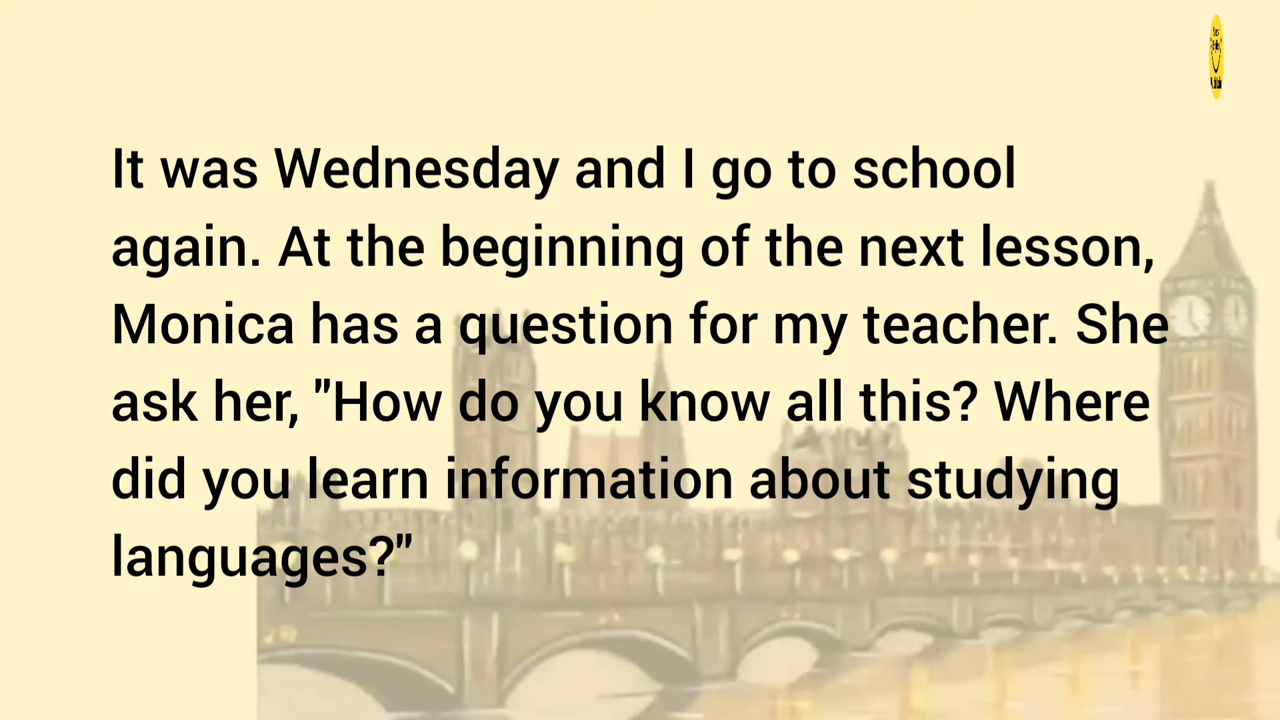 It was Wednesday and I go to school
again. At the beginning of the next lesson,
Monica has a question for my teacher. She
ask her, "How do you know all this? Where
did you learn information about studying
languages?"